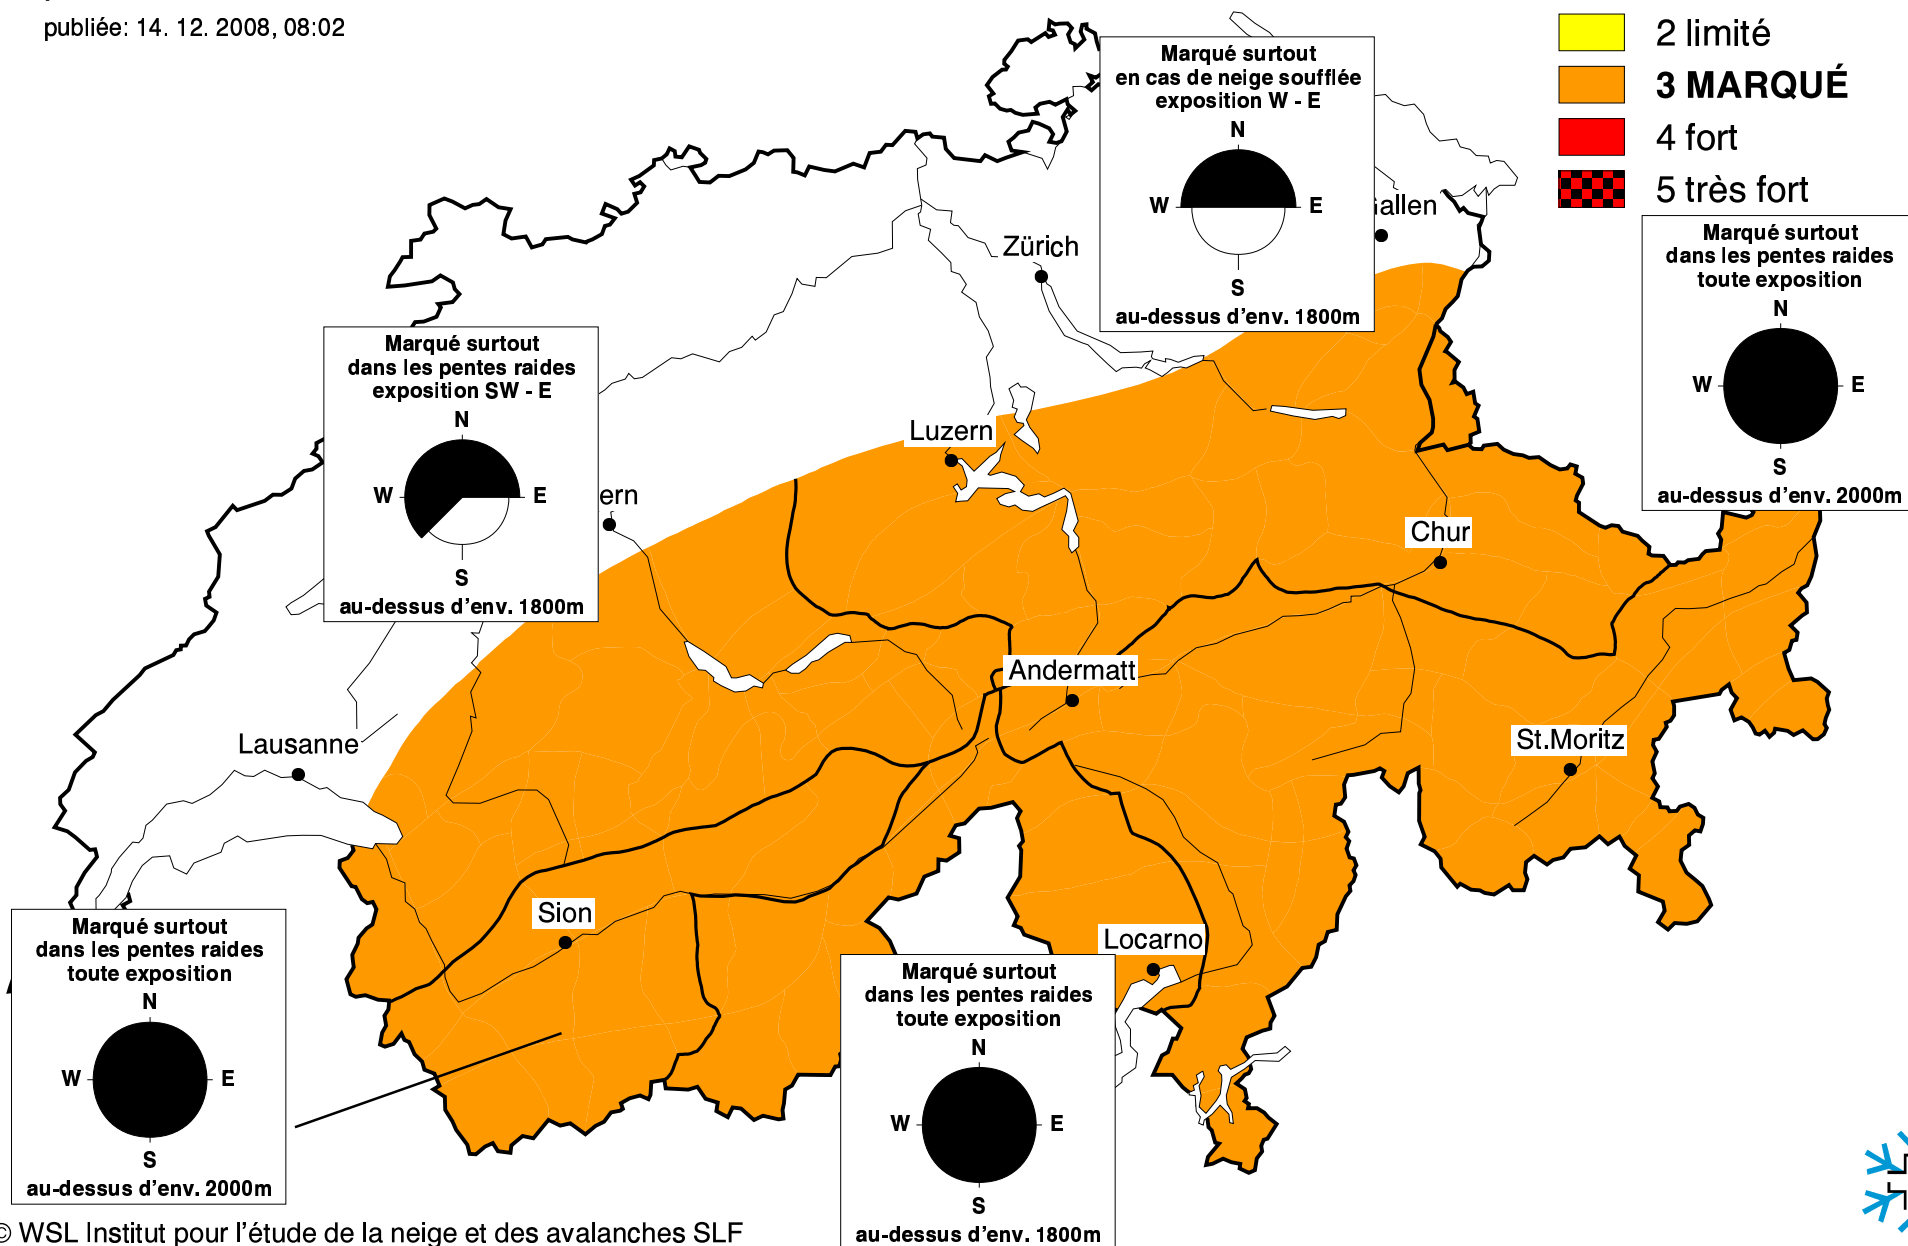 publiée: 14. 12. 2008, 08:02
2 limité
3 MARQUÉ
4 fort
5 très fort
Marqué surtout
en cas de neige soufflée
exposition W - E
N
W
E
S
au-dessus d'env. 1800m
Marqué surtout
dans les pentes raides
toute exposition
N
W
E
S
au-dessus d'env. 2000m
Zürich
Marqué surtout
dans les pentes raides
exposition SW - E
N
W
E
S
au-dessus d'env. 1800m
Luzern
Chur
Andermatt
Lausanne
St.Moritz
Sion
Locarno
Marqué surtout
dans les pentes raides
toute exposition
N
W
E
S
au-dessus d'env. 2000m
Marqué surtout
dans les pentes raides
toute exposition
N
W
E
S
au-dessus d'env. 1800m
© WSL Institut pour l'étude de la neige et des avalanches SLF